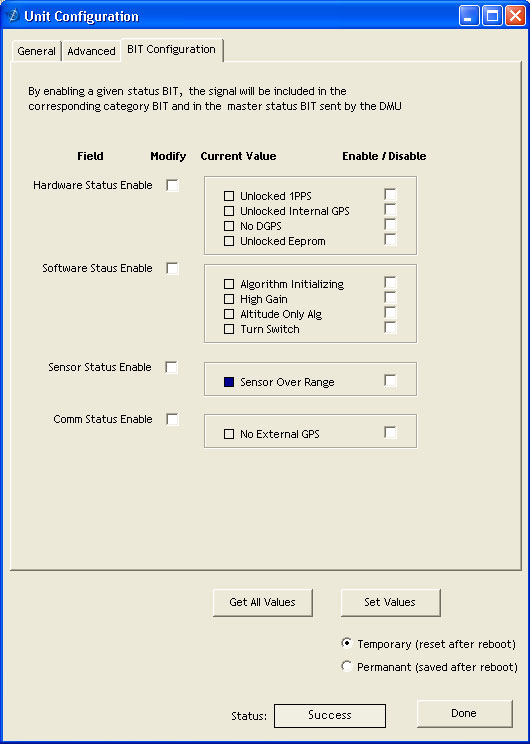 Unit Configuration
General Advanced BIT Configuration
By enabling a given status BIT, the signal will be included in the
corresponding category BIT and in the master status BIT sent by the DMU
Field Modify Current Value Enable / Disable
Hardware Status Enable
Unlocked 1PPS
Unlocked Internal GPS
No DGPS
Unlocked Eeprom
Software Staus Enable
Algorithm Initializing
High Gain
Altitude Only Alg
Turn Switch
Sensor Status Enable
Sensor Over Range
Comm Status Enable
No External GPS
Get All Values Set Values
Temporary (reset after reboot)
Permanant (saved after reboot)
Status: Success Done